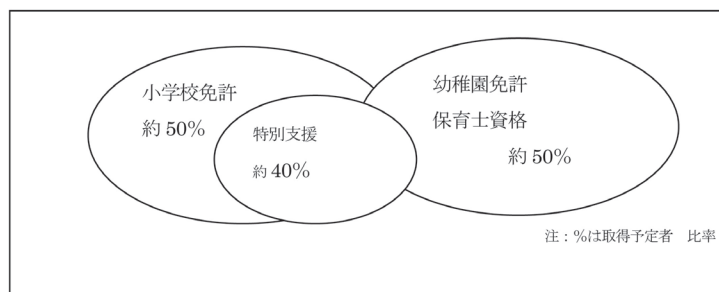 小学校免許
約 50%
特別支援
約 40%
幼稚園免許
保育士資格
約 50%
注：％は取得予定者　比率